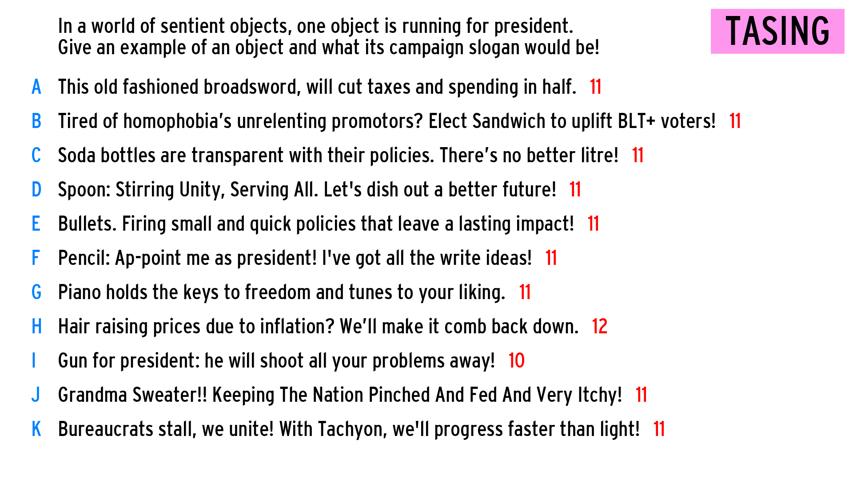 In a world of sentient objects, one object is running for president.
Give an example of an object and what its campaign slogan would be!
TASING
A This old fashioned broadsword, will cut taxes and spending in half. 11
B Tired of homophobia's unrelenting promotors? Elect Sandwich to uplift BLT+ voters! 11
C Soda bottles are transparent with their policies. There's no better litre! 11
D Spoon: Stirring Unity, Serving All. Let's dish out a better future! 11
E Bullets. Firing small and quick policies that leave a lasting impact! 11
F Pencil: Ap-point me as president! I've got all the write ideas! 11
G Piano holds the keys to freedom and tunes to your liking. 11
H Hair raising prices due to inflation? We'll make it comb back down. 12
I Gun for president: he will shoot all your problems away! 10
J Grandma Sweater!! Keeping The Nation Pinched And Fed And Very Itchy! 11
K Bureaucrats stall, we unite! With Tachyon, we'll progress faster than light! 11